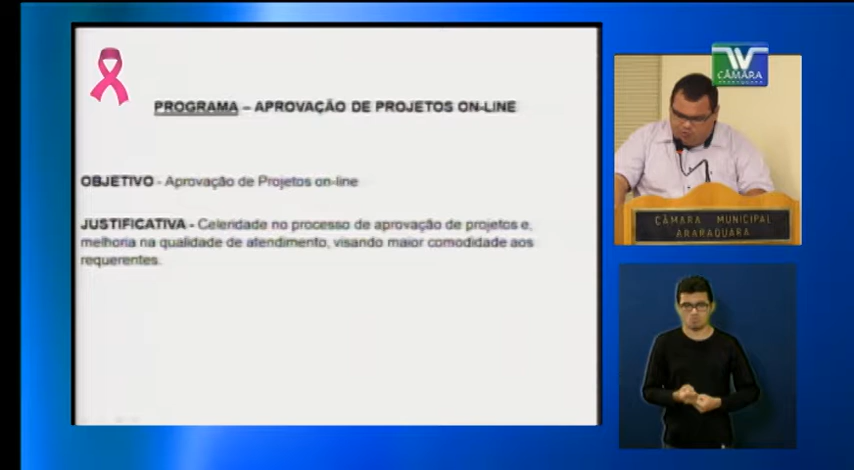 PROGRAMA – APROVAÇÃO DE PROJETOS ON-LINE
OBJETIVO - Aprovação de Projetos on-line
JUSTIFICATIVA - Celeridade no processo de aprovação de projetos e,
melhoria na qualidade de atendimento, visando maior comodidade aos
requerentes.
TV
CÂMARA
CÂMARA MUNICIPAL
ARARAQUARA